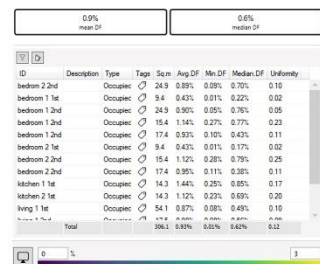 0.9%
mean DF
0.6%
median DF
ID Description Type Tags Sq.m Avg.DF Min.DF Median.DF Uniformity
bedrom 2 2nd Occupiec 24.9 0.89% 0.09% 0.70% 0.10
bedroom 1 1st Occupiec 9.4 0.43% 0.01% 0.22% 0.02
bedroom 1 2nd Occupiec 24.9 0.90% 0.05% 0.76% 0.05
bedroom 1 2nd Occupiec 15.4 1.14% 0.27% 0.77% 0.23
bedroom 1 2nd Occupiec 17.4 0.93% 0.10% 0.43% 0.11
bedroom 2 1st Occupiec 9.4 0.43% 0.01% 0.17% 0.02
bedroom 2 2nd Occupiec 15.4 1.12% 0.28% 0.79% 0.25
bedroom 2 2nd Occupiec 17.4 0.95% 0.11% 0.38% 0.11
kitchen 1 1st Occupiec 14.3 1.44% 0.25% 0.85% 0.17
kitchen 2 1st Occupiec 14.3 1.12% 0.23% 0.69% 0.20
living 1 1st Occupiec 54.1 0.87% 0.08% 0.49% 0.10
Total 306.1 0.93% 0.01% 0.62% 0.12
0 % 3